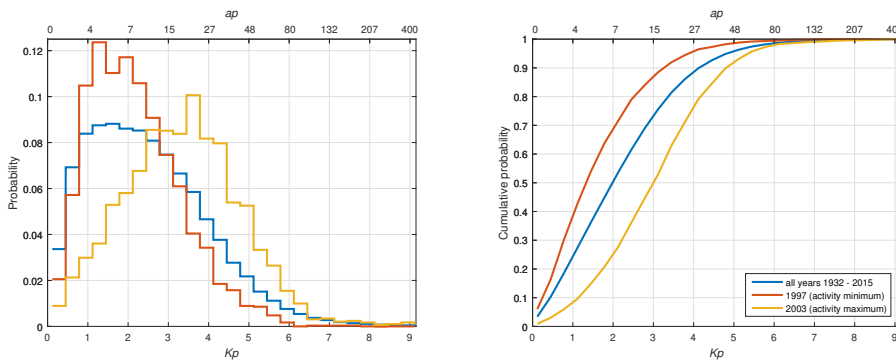 ap
0 4 7 15 27 48 80 132 207 400
0.12
0.1
0.08
0.06
0.04
0.02
0
Probability
0 1 2 3 4 5 6 7 8 9
Kp
ap
0 4 7 15 27 48 80 132 207 40
1
0.9
0.8
0.7
0.6
0.5
0.4
0.3
0.2
0.1
0
Cumulative probability
0 1 2 3 4 5 6 7 8 9
Kp
all years 1932 - 2015
1997 (activity minimum)
2003 (activity maximum)